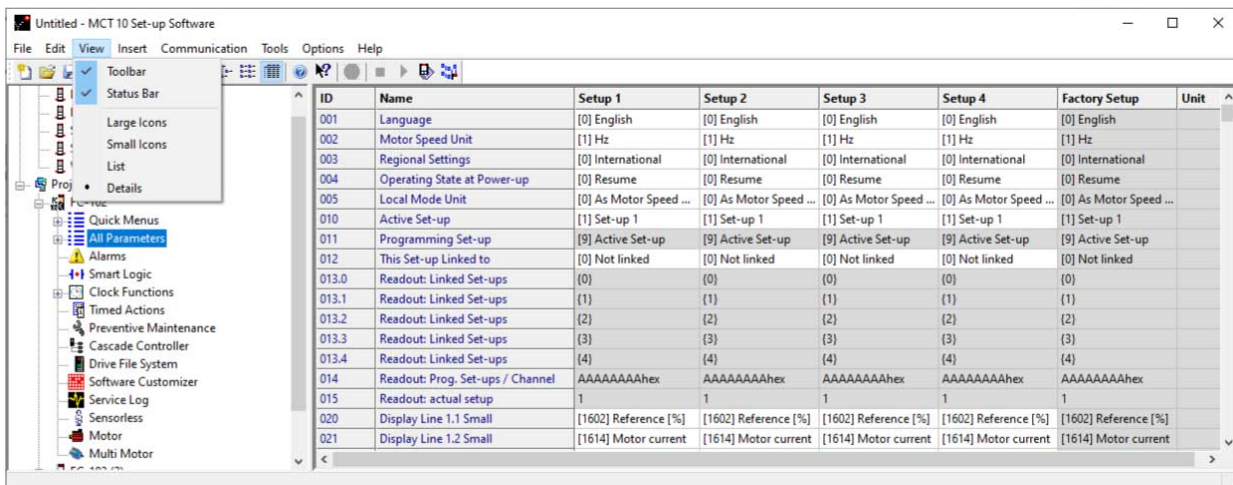 Untitled - MCT 10 Set-up Software
File Edit View Insert Communication Tools Options Help
Toolbar
Status Bar
Large Icons
Small Icons
List
Details
Proj
FC-102
Quick Menus
All Parameters
Alarms
Smart Logic
Clock Functions
Timed Actions
Preventive Maintenance
Cascade Controller
Drive File System
Software Customizer
Service Log
Sensorless
Motor
Multi Motor
ID Name Setup 1 Setup 2 Setup 3 Setup 4 Factory Setup Unit
001 Language [0] English [0] English [0] English [0] English [0] English
002 Motor Speed Unit [1] Hz [1] Hz [1] Hz [1] Hz [1] Hz
003 Regional Settings [0] International [0] International [0] International [0] International [0] International
004 Operating State at Power-up [0] Resume [0] Resume [0] Resume [0] Resume [0] Resume
005 Local Mode Unit [0] As Motor Speed ... [0] As Motor Speed ... [0] As Motor Speed ... [0] As Motor Speed ... [0] As Motor Speed ...
010 Active Set-up [1] Set-up 1 [1] Set-up 1 [1] Set-up 1 [1] Set-up 1 [1] Set-up 1
011 Programming Set-up [9] Active Set-up [9] Active Set-up [9] Active Set-up [9] Active Set-up [9] Active Set-up
012 This Set-up Linked to [0] Not linked [0] Not linked [0] Not linked [0] Not linked [0] Not linked
013.0 Readout: Linked Set-ups {0} {0} {0} {0} {0}
013.1 Readout: Linked Set-ups {1} {1} {1} {1} {1}
013.2 Readout: Linked Set-ups {2} {2} {2} {2} {2}
013.3 Readout: Linked Set-ups {3} {3} {3} {3} {3}
013.4 Readout: Linked Set-ups {4} {4} {4} {4} {4}
014 Readout: Prog. Set-ups / Channel AAAAAAAAhex AAAAAAAAhex AAAAAAAAhex AAAAAAAAhex AAAAAAAAhex
015 Readout: actual setup 1 1 1 1 1
020 Display Line 1.1 Small [1602] Reference [%] [1602] Reference [%] [1602] Reference [%] [1602] Reference [%] [1602] Reference [%]
021 Display Line 1.2 Small [1614] Motor current [1614] Motor current [1614] Motor current [1614] Motor current [1614] Motor current